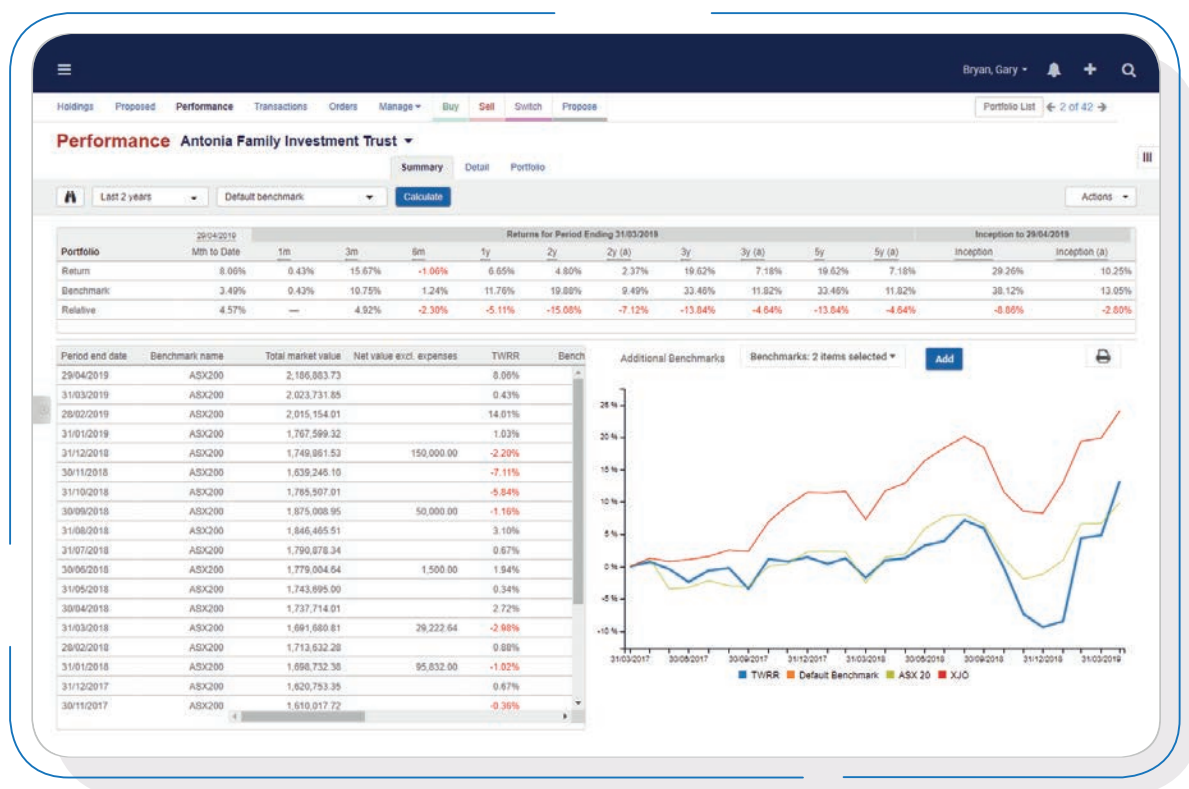 Bryan, Gary
Holdings Proposed Performance Transactions Orders Manage Buy Sell Switch Propose Portfolio List 2 of 42
Performance Antonia Family Investment Trust
Summary Detail Portfolio
Last 2 years Default benchmark Calculate Actions
29/04/2019 Returns for Period Ending 31/03/2019 Inception to 29/04/2019
Portfolio Mth to Date 1m 3m 6m 1y 2y 2y (a) 3y 3y (a) 5y 5y (a) Inception Inception (a)
Return 8.06% 0.43% 15.67% -1.06% 6.65% 4.80% 2.37% 19.62% 7.18% 19.62% 7.18% 29.26% 10.25%
Benchmark 3.49% 0.43% 10.75% 1.24% 11.76% 19.88% 9.49% 33.46% 11.82% 33.46% 11.82% 38.12% 13.05%
Relative 4.57% — 4.92% -2.30% -5.11% -15.08% -7.12% -13.84% -4.64% -13.84% -4.64% -8.86% -2.80%
Period end date Benchmark name Total market value Net value excl. expenses TWRR Bench
29/04/2019 ASX200 2,186,883.73 8.06%
31/03/2019 ASX200 2,023,731.85 0.43%
28/02/2019 ASX200 2,015,154.01 14.01%
31/01/2019 ASX200 1,767,599.32 1.03%
31/12/2018 ASX200 1,749,861.53 150,000.00 -2.20%
30/11/2018 ASX200 1,639,246.10 -7.11%
31/10/2018 ASX200 1,765,507.01 -5.84%
30/09/2018 ASX200 1,875,008.95 50,000.00 -1.16%
31/08/2018 ASX200 1,846,465.51 3.10%
31/07/2018 ASX200 1,790,878.34 0.67%
30/06/2018 ASX200 1,779,004.64 1,500.00 1.94%
31/05/2018 ASX200 1,743,695.00 0.34%
30/04/2018 ASX200 1,737,714.01 2.72%
31/03/2018 ASX200 1,691,680.81 29,222.64 -2.98%
28/02/2018 ASX200 1,713,632.28 0.88%
31/01/2018 ASX200 1,698,732.38 95,832.00 -1.02%
31/12/2017 ASX200 1,620,753.35 0.67%
30/11/2017 ASX200 1,610,017.72 -0.36%
Additional Benchmarks Benchmarks: 2 items selected Add
25 %
20 %
15 %
10 %
5 %
0 %
-5 %
-10 %
31/03/2017 30/06/2017 30/09/2017 31/12/2017 31/03/2018 30/06/2018 30/09/2018 31/12/2018 31/03/2019
TWRR Default Benchmark ASX 20 XJO